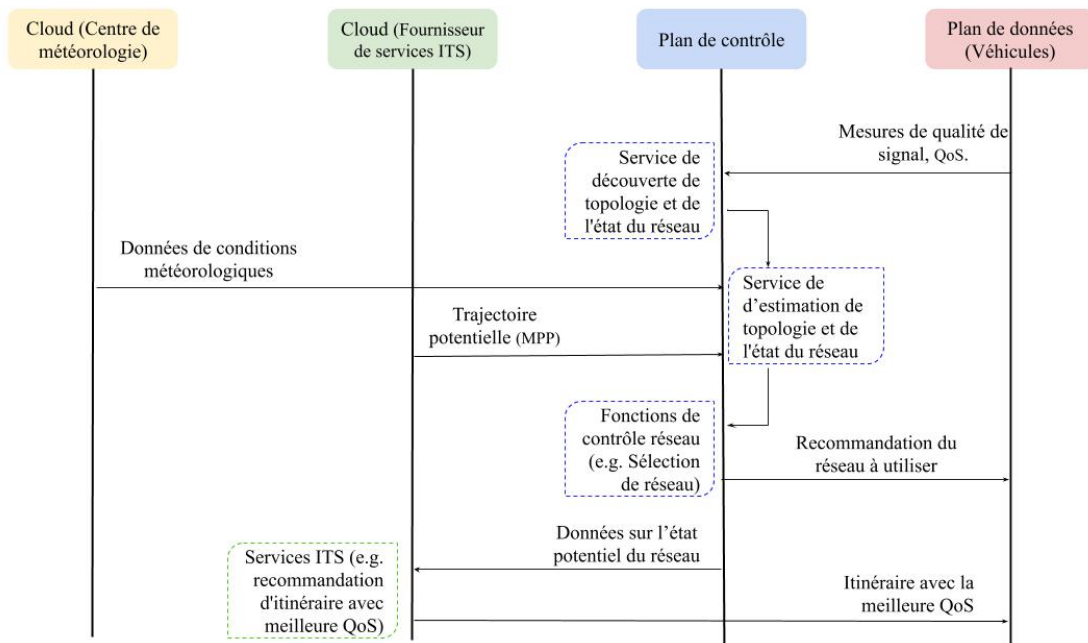 Cloud (Centre de
météorologie)
Cloud (Fournisseur
de services ITS)
Plan de contrôle
Plan de données
(Véhicules)
Mesures de qualité de
signal, QoS.
Service de
découverte de
topologie et de
l'état du réseau
Données de conditions
météorologiques
Service de
d’estimation de
topologie et de
l'état du réseau
Trajectoire
potentielle (MPP)
Fonctions de
contrôle réseau
(e.g. Sélection
de réseau)
Recommandation du
réseau à utiliser
Données sur l’état
potentiel du réseau
Services ITS (e.g.
recommandation
d'itinéraire avec
meilleure QoS)
Itinéraire avec la
meilleure QoS